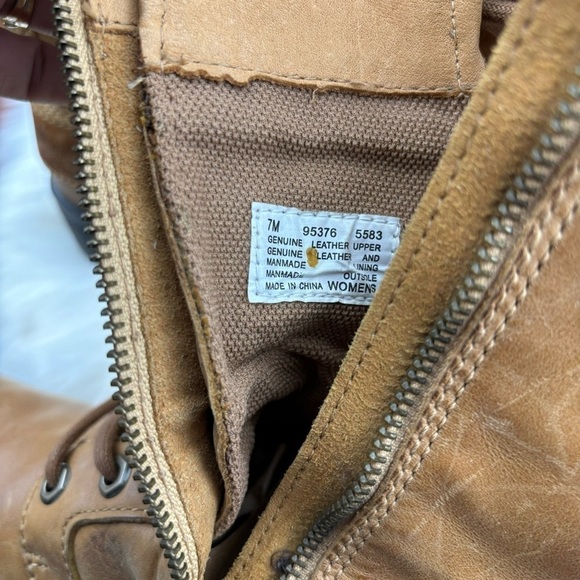 7M 95376 5583
GENUINE LEATHER UPPER
GENUINE LEATHER AND
MANMADE LINING
MANMADE OUTSOLE
MADE IN CHINA WOMENS